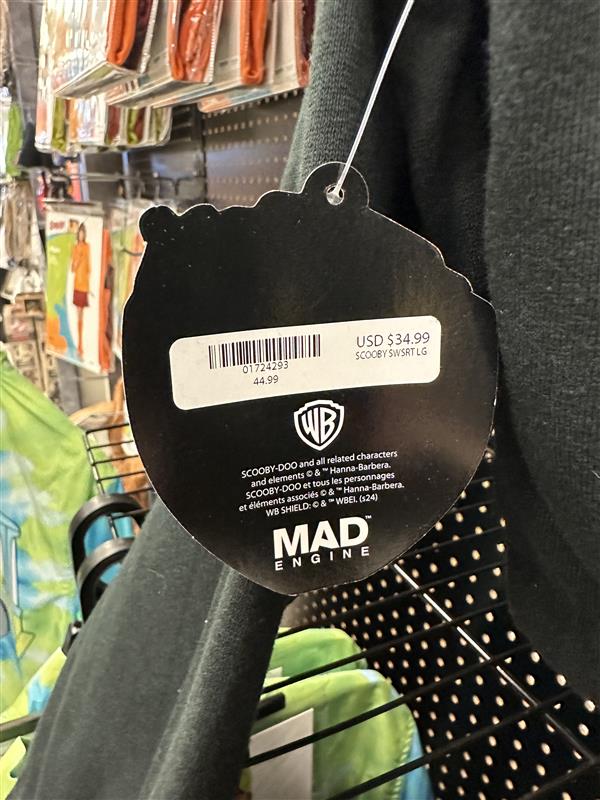 USD $34.99
SCOOBY SWSRT LG
01724293
44.99
WB
SCOOBY-DOO and all related characters
and elements © & ™ Hanna-Barbera.
SCOOBY-DOO et tous les personnages
et éléments associés © & ™ Hanna-Barbera.
WB SHIELD: © & ™ WBEI. (s24)
MAD™
ENGINE